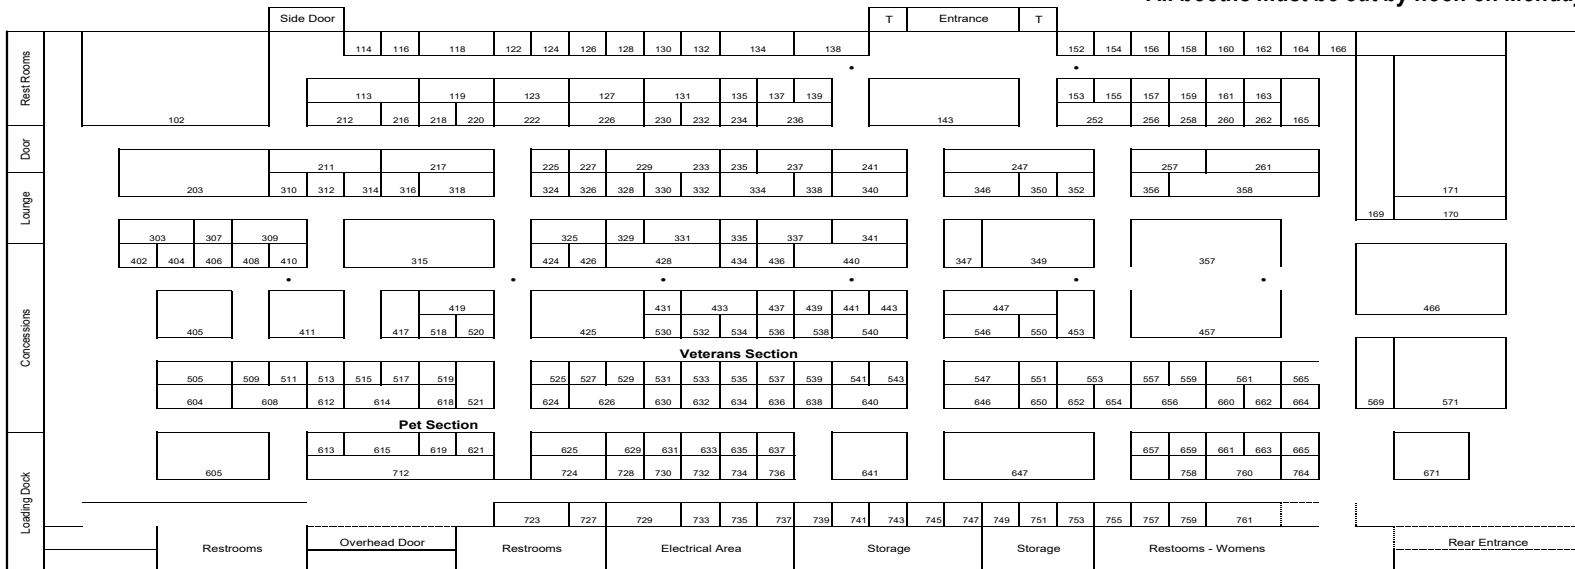 All booths must be out by noon on Monday
Side Door T Entrance T
114 116 118 122 124 126 128 130 132 134 138 152 154 156 158 160 162 164 166
Rest Rooms
113 119 123 127 131 135 137 139 153 155 157 159 161 163
102 212 216 218 220 222 226 230 232 234 236 143 252 256 258 260 262 165
Door
211 217 225 227 229 233 235 237 241 247 257 261
203 310 312 314 316 318 324 326 328 330 332 334 338 340 346 350 352 356 358 171
Lounge
169 170
303 307 309 325 329 331 335 337 341
402 404 406 408 410 315 424 426 428 434 436 440 347 349 357
Concessions
419 431 433 437 439 441 443 447 466
405 411 417 518 520 425 530 532 534 536 538 540 546 550 453 457
Veterans Section
505 509 511 513 515 517 519 525 527 529 531 533 535 537 539 541 543 547 551 553 557 559 561 565
604 608 612 614 618 521 624 626 630 632 634 636 638 640 646 650 652 654 656 660 662 664 569 571
Pet Section
613 615 619 621 625 629 631 633 635 637 657 659 661 663 665
605 712 724 728 730 732 734 736 641 647 758 760 764 671
Loading Dock
723 727 729 733 735 737 739 741 743 745 747 749 751 753 755 757 759 761
Restrooms Overhead Door Restrooms Electrical Area Storage Storage Restooms - Womens Rear Entrance